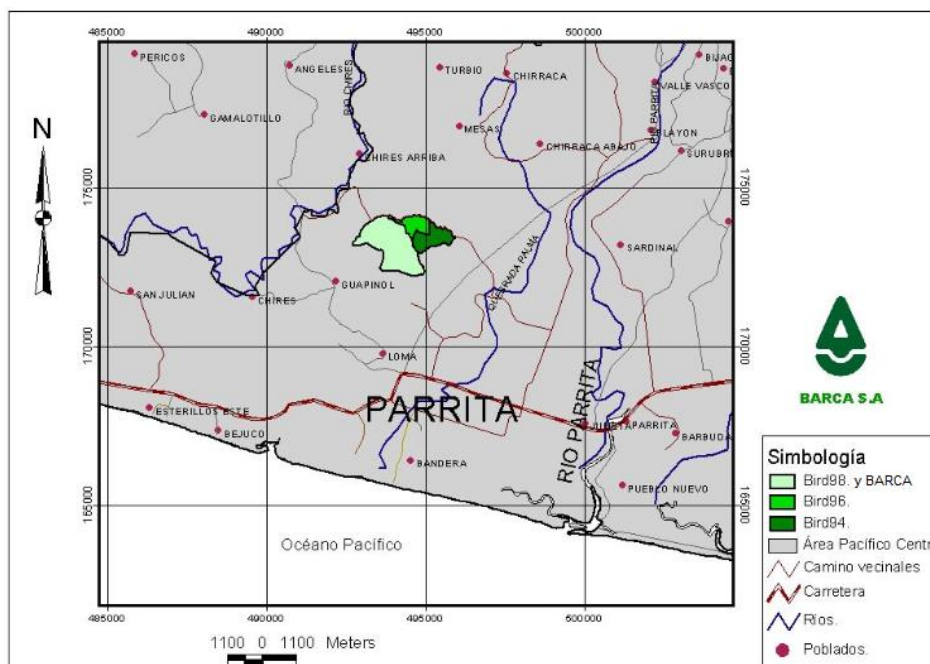 485000 490000 495000 500000
PERICOS
ANGELES
TURBIO
CHIRRACA
VALLE VASCO
GAMALOTILLO
RIO CHIRES
MESAS
CHIRRACA ABAJO
RIO PARRITA
PLAYON
CHIRES ARRIBA
N
175000
175000
SARDINAL
QUEBRADA PALMA
SAN JULIAN
GUAPINOL
CHIRES
170000
170000
LOMA
BARCA S.A
PARRITA
RIO PARRITA
ESTERILLOS ESTE
BEJUCO
PARRITA
BARBUDA
BANDERA
PUEBLO NUEVO
165000
165000
Océano Pacífico
Simbología
Bird98. y BARCA
Bird96.
Bird94.
Área Pacífico Centr
Camino vecinales
Carretera
Ríos.
Poblados.
485000 490000 495000 500000
1100 0 1100 Meters